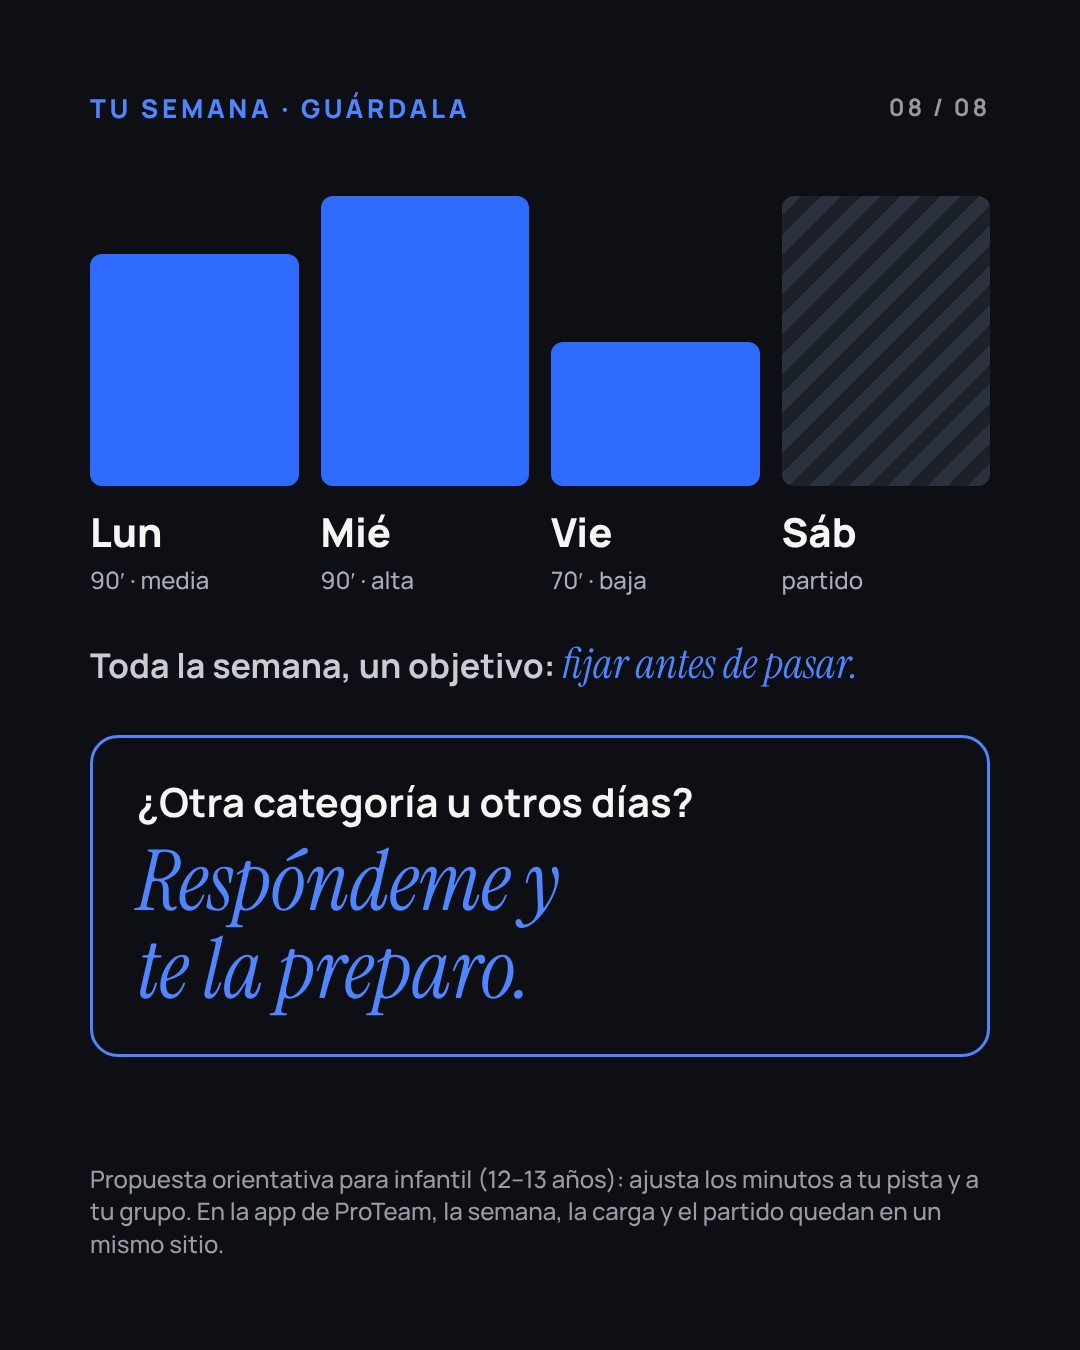 TU SEMANA · GUÁRDALA
08 / 08
Lun
Mié
Vie
Sáb
90′ · media
90′ · alta
70′ · baja
partido
Toda la semana, un objetivo: fijar antes de pasar.
¿Otra categoría u otros días?
Respóndeme y
te la preparo.
Propuesta orientativa para infantil (12–13 años): ajusta los minutos a tu pista y a
tu grupo. En la app de ProTeam, la semana, la carga y el partido quedan en un
mismo sitio.